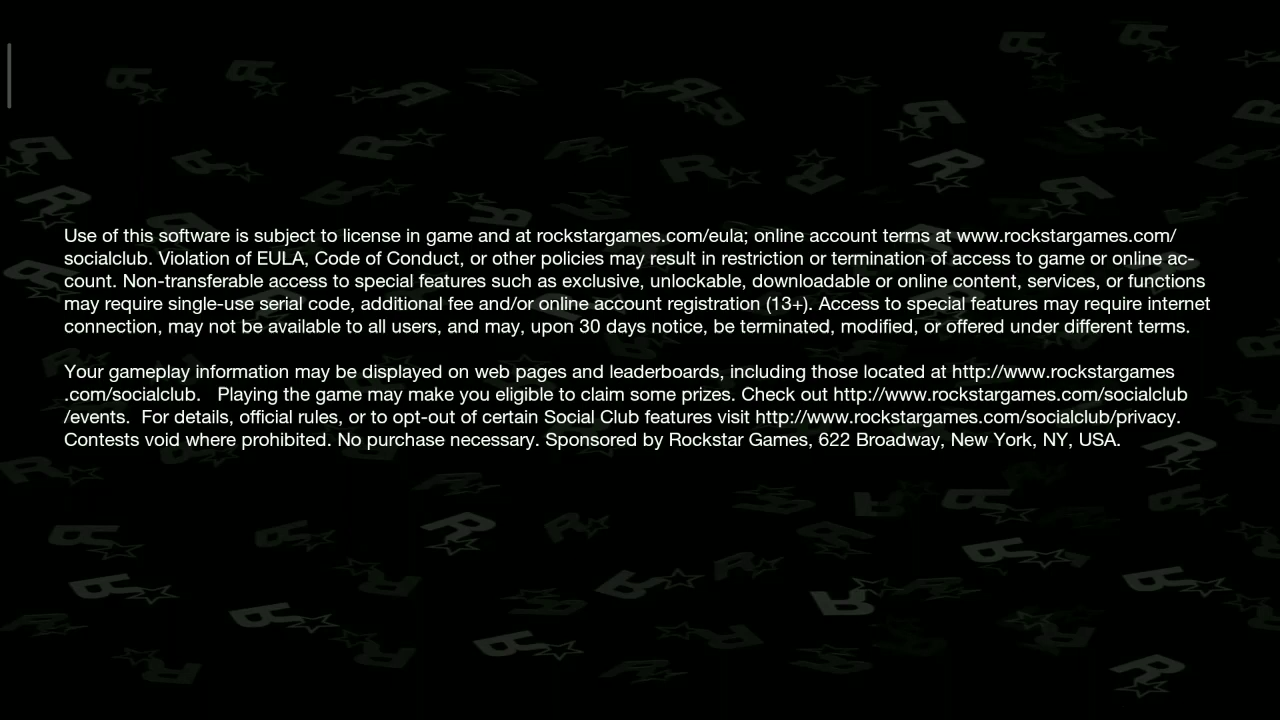 Use of this software is subject to license in game and at rockstargames.com/eula; online account terms at www.rockstargames.com/
socialclub. Violation of EULA, Code of Conduct, or other policies may result in restriction or termination of access to game or online ac-
count. Non-transferable access to special features such as exclusive, unlockable, downloadable or online content, services, or functions
may require single-use serial code, additional fee and/or online account registration (13+). Access to special features may require internet
connection, may not be available to all users, and may, upon 30 days notice, be terminated, modified, or offered under different terms.
Your gameplay information may be displayed on web pages and leaderboards, including those located at http://www.rockstargames
.com/socialclub.   Playing the game may make you eligible to claim some prizes. Check out http://www.rockstargames.com/socialclub
/events.  For details, official rules, or to opt-out of certain Social Club features visit http://www.rockstargames.com/socialclub/privacy.
Contests void where prohibited. No purchase necessary. Sponsored by Rockstar Games, 622 Broadway, New York, NY, USA.